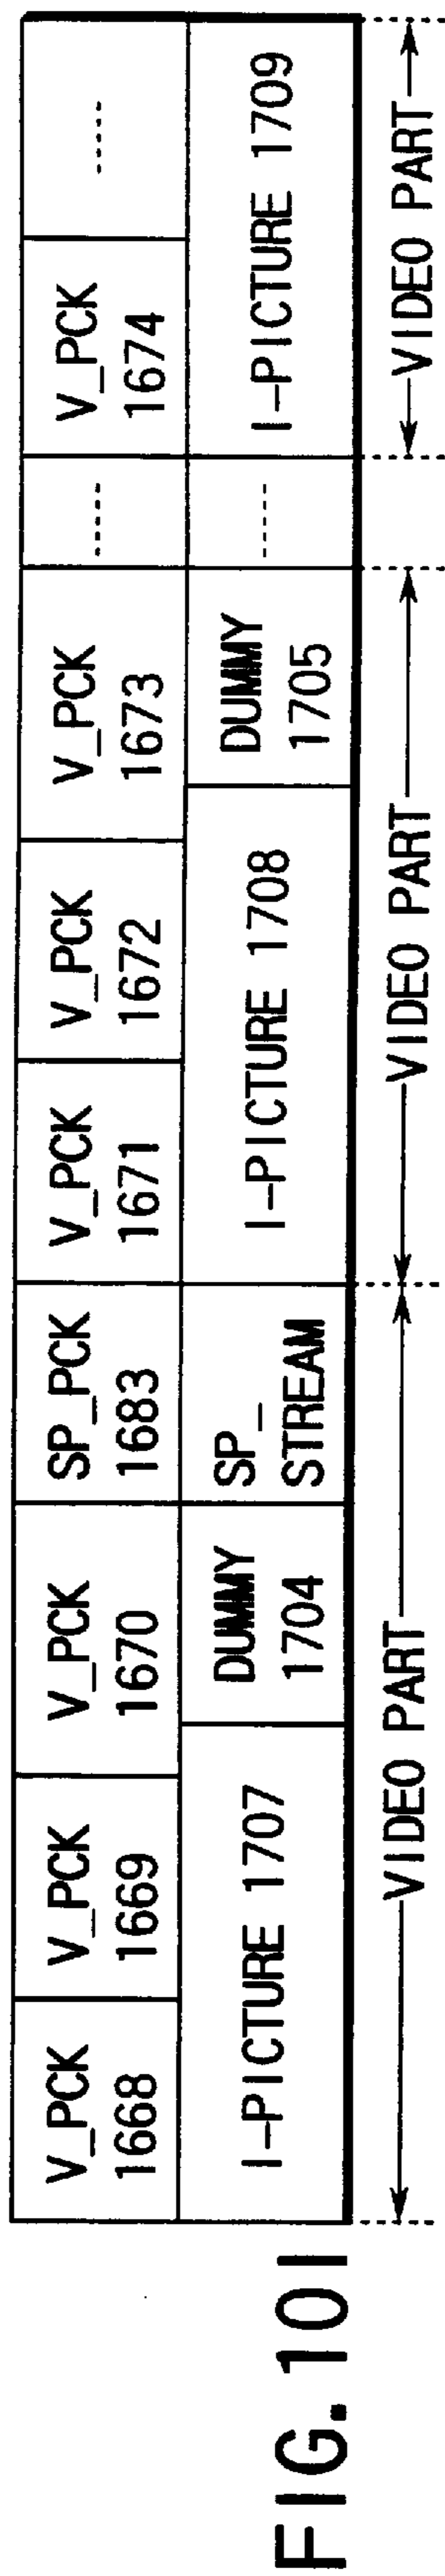 FIG. 10I
V_PCK
1668
V_PCK
1669
V_PCK
1670
SP_PCK
1683
V_PCK
1671
V_PCK
1672
V_PCK
1673
.....
V_PCK
1674
.....
I-PICTURE 1707
DUMMY
1704
SP_
STREAM
I-PICTURE 1708
DUMMY
1705
.....
I-PICTURE 1709
VIDEO PART
VIDEO PART
VIDEO PART